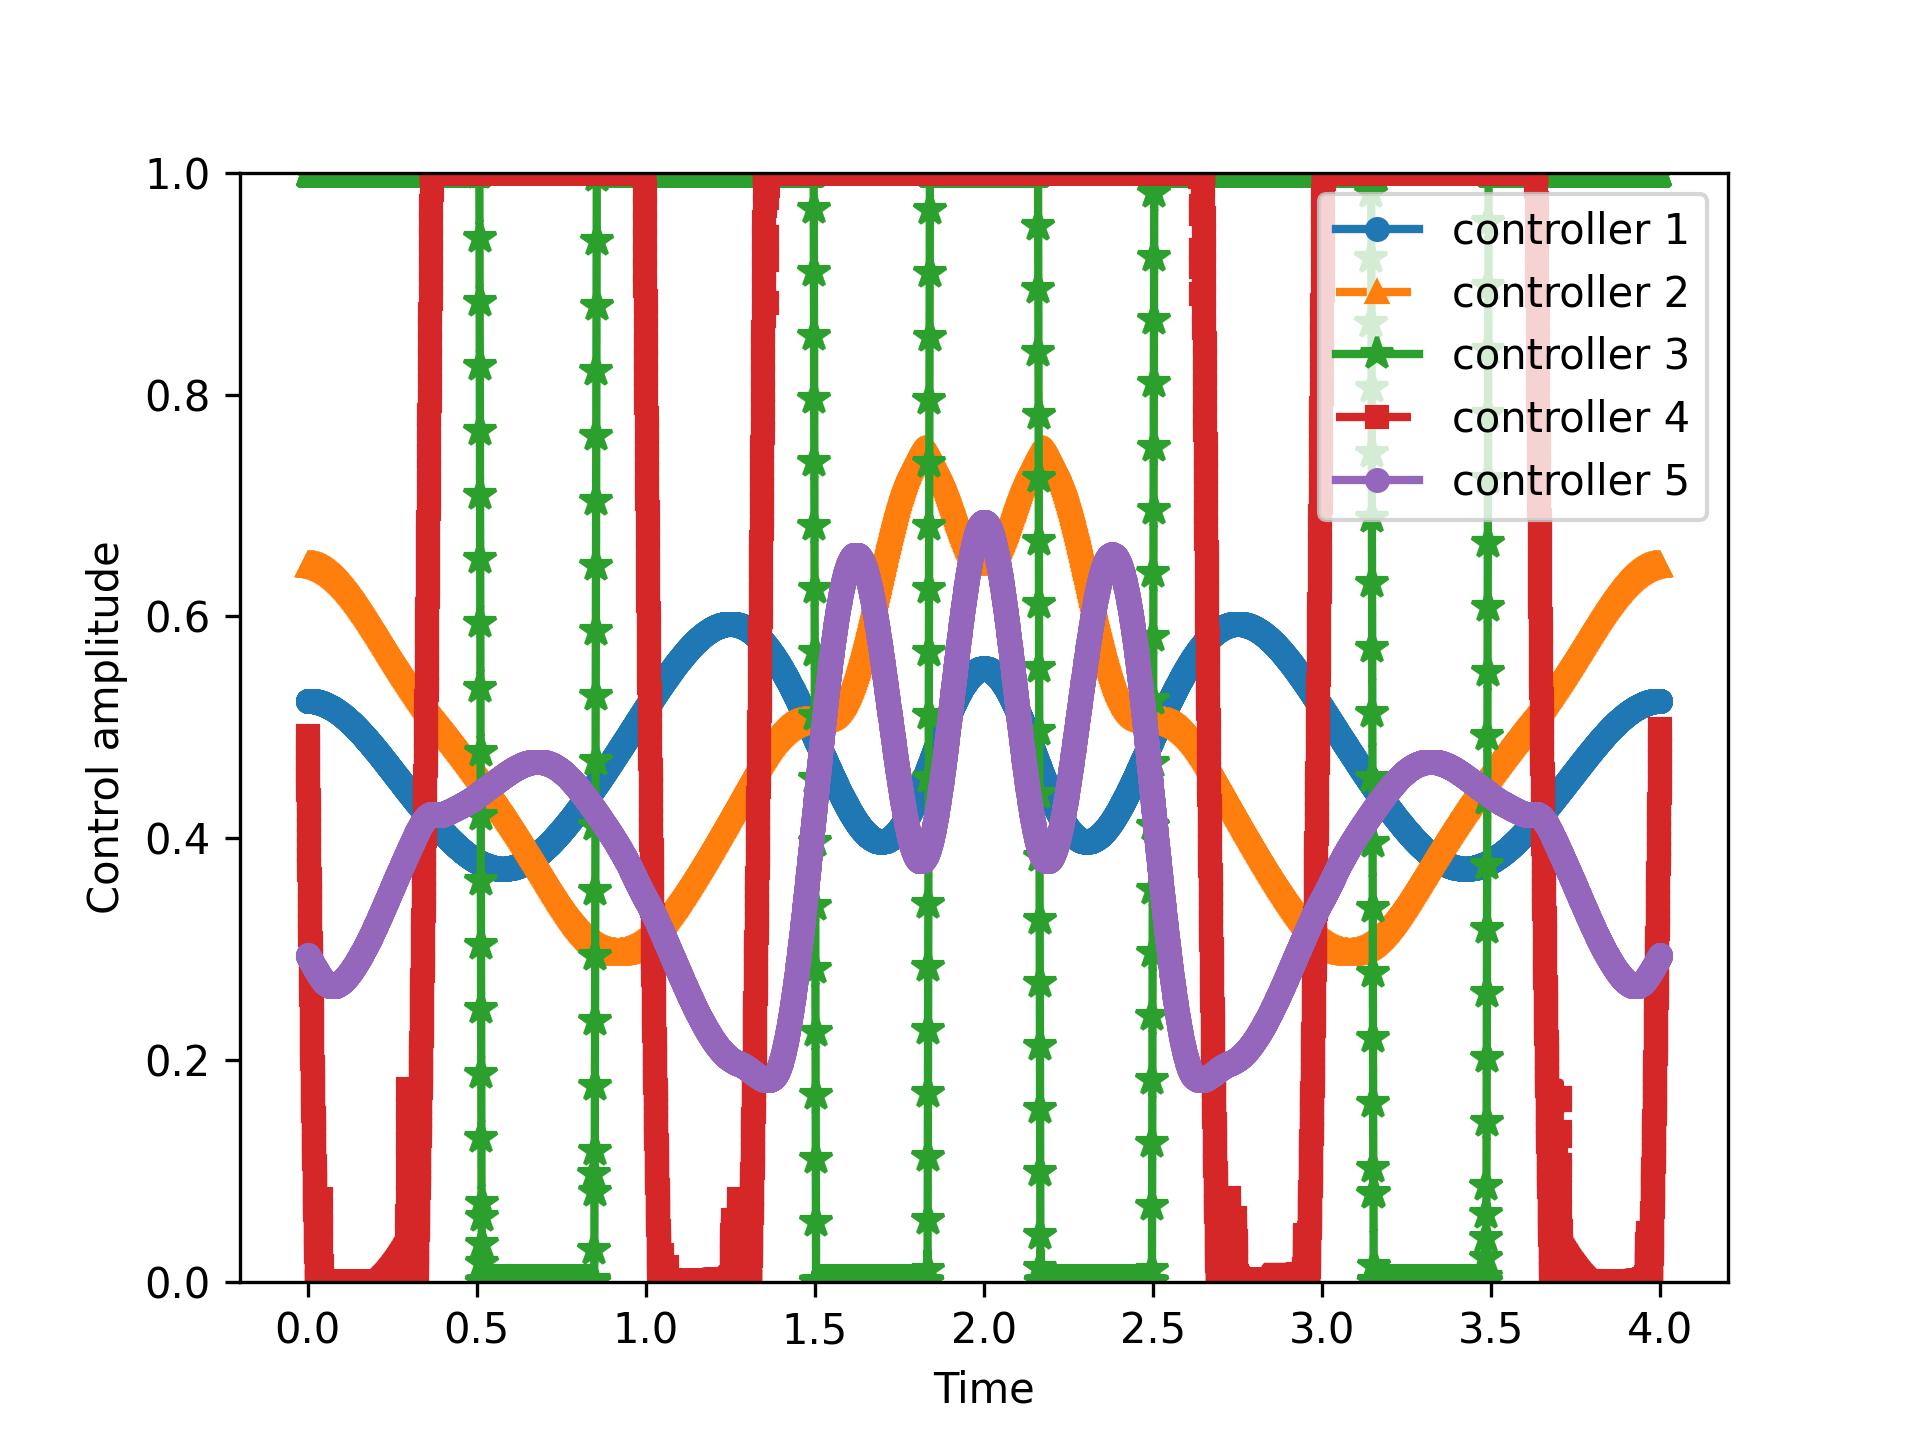 1.0
0.8
0.6
0.4
0.2
0.0
Control amplitude
controller 1
controller 2
controller 3
controller 4
controller 5
0.0 0.5 1.0 1.5 2.0 2.5 3.0 3.5 4.0
Time